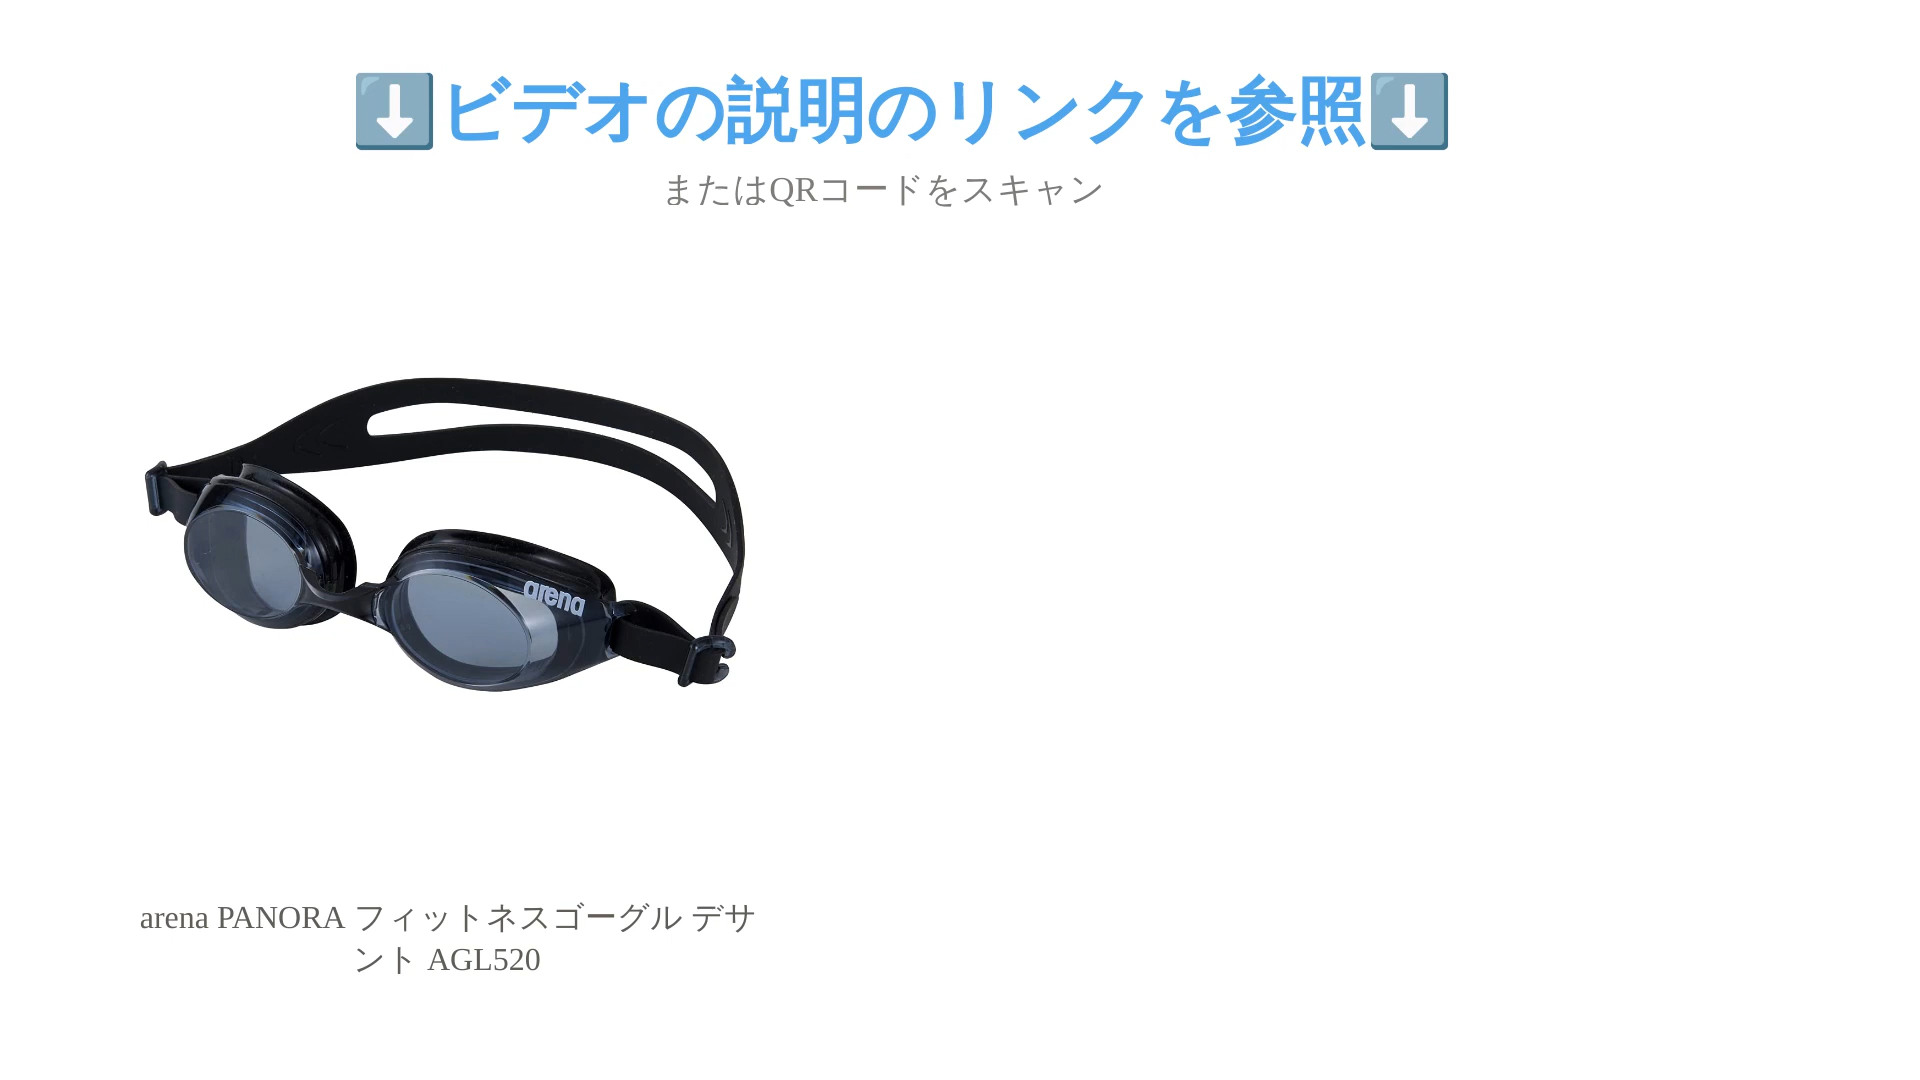 ⬇️ビデオの説明のリンクを参照⬇️
またはQRコードをスキャン
arena
arena PANORA フィットネスゴーグル デサ
ント AGL520